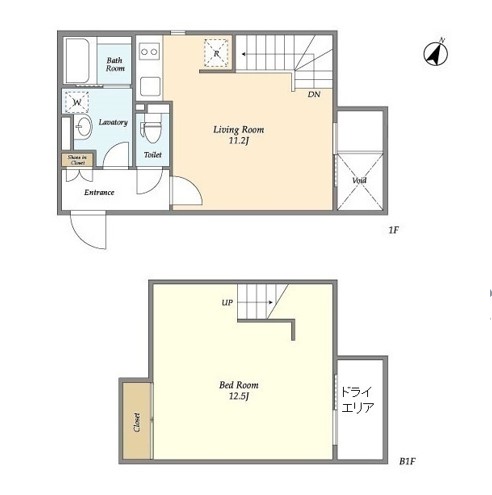 N
Bath
Room
R
DN
W
Lavatory
Toilet
Living Room
11.2J
Shoes in
Closet
Entrance
Void
1F
UP
Bed Room
12.5J
ドライ
エリア
Closet
B1F